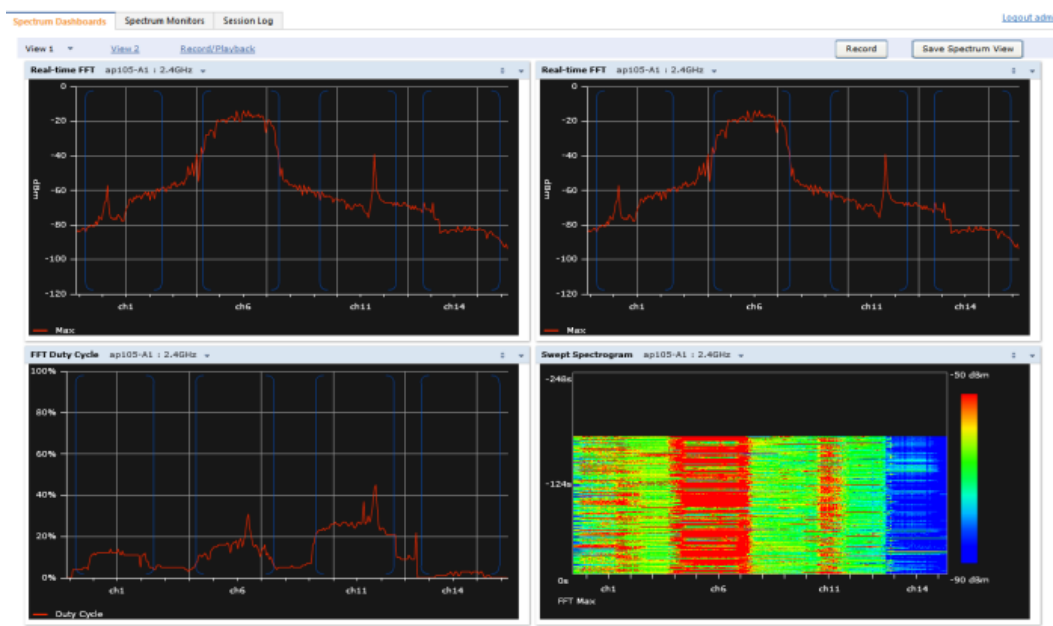 Spectrum Dashboards Spectrum Monitors Session Log Logout adm
View 1 View 2 Record/Playback Record Save Spectrum View
Real-time FFT ap105-A1 : 2.4GHz
0
-20
-40
-60
-80
-100
-120
dBm
ch1 ch6 ch11 ch14
Max
Real-time FFT ap105-A1 : 2.4GHz
0
-20
-40
-60
-80
-100
-120
dBm
ch1 ch6 ch11 ch14
Max
FFT Duty Cycle ap105-A1 : 2.4GHz
100%
80%
60%
40%
20%
0%
ch1 ch6 ch11 ch14
Duty Cycle
Swept Spectrogram ap105-A1 : 2.4GHz
-248s
-124s
0s
ch1 ch6 ch11 ch14
FFT Max
-50 dBm
-90 dBm